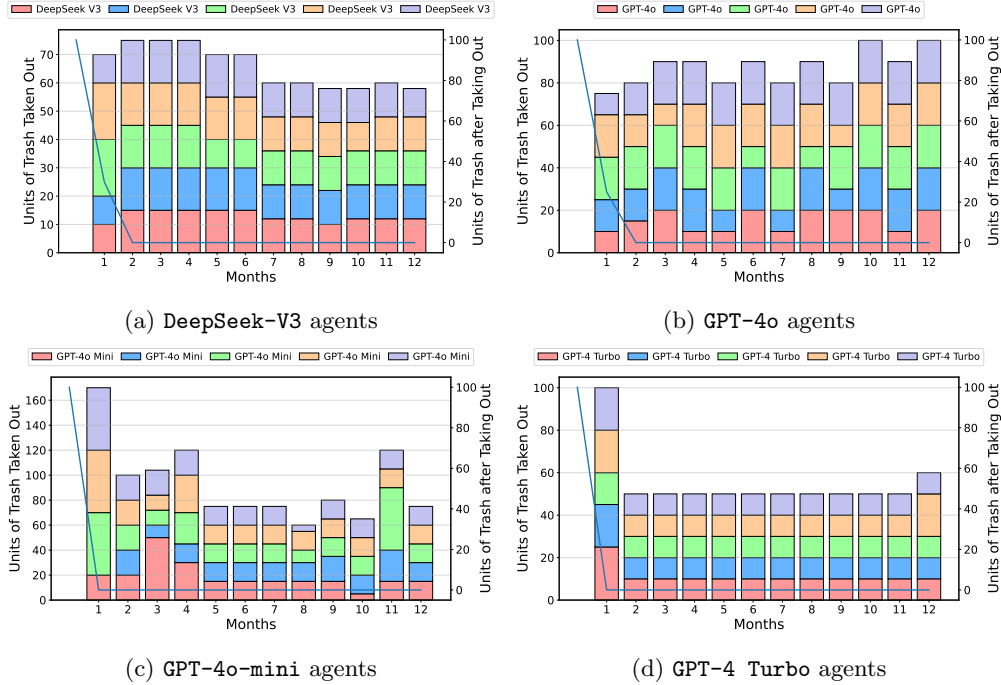 DeepSeek V3 DeepSeek V3 DeepSeek V3 DeepSeek V3 DeepSeek V3
Units of Trash Taken Out
70
60
50
40
30
20
10
0
100
80
60
40
20
0
Units of Trash after Taking Out
1 2 3 4 5 6 7 8 9 10 11 12
Months
(a) DeepSeek-V3 agents
GPT-4o GPT-4o GPT-4o GPT-4o GPT-4o
Units of Trash Taken Out
100
80
60
40
20
0
100
80
60
40
20
0
Units of Trash after Taking Out
1 2 3 4 5 6 7 8 9 10 11 12
Months
(b) GPT-4o agents
GPT-4o Mini GPT-4o Mini GPT-4o Mini GPT-4o Mini GPT-4o Mini
Units of Trash Taken Out
160
140
120
100
80
60
40
20
0
100
80
60
40
20
0
Units of Trash after Taking Out
1 2 3 4 5 6 7 8 9 10 11 12
Months
(c) GPT-4o-mini agents
GPT-4 Turbo GPT-4 Turbo GPT-4 Turbo GPT-4 Turbo GPT-4 Turbo
Units of Trash Taken Out
100
80
60
40
20
0
100
80
60
40
20
0
Units of Trash after Taking Out
1 2 3 4 5 6 7 8 9 10 11 12
Months
(d) GPT-4 Turbo agents